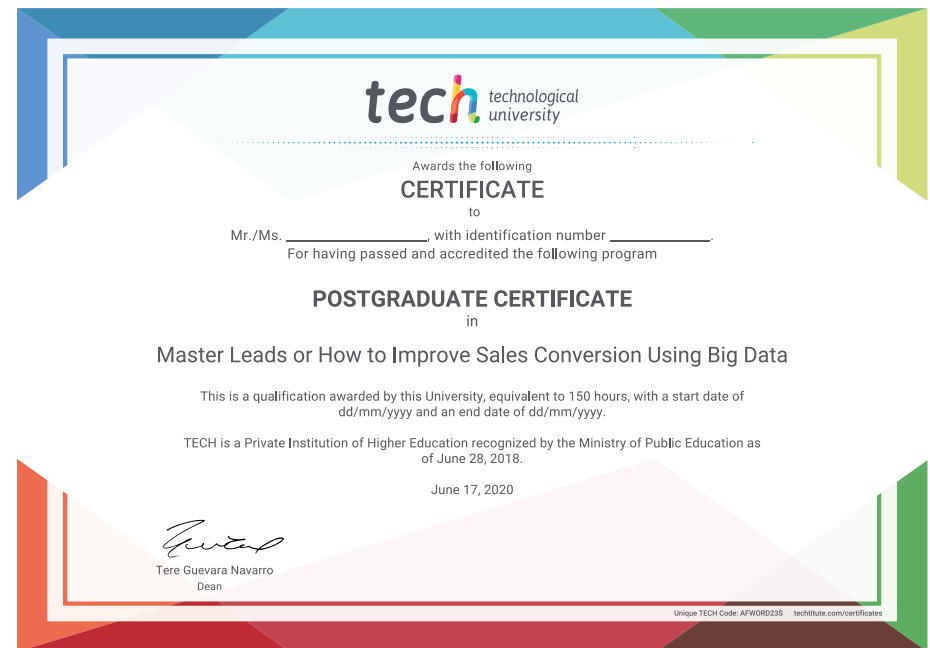 tech technological
university
Awards the following
CERTIFICATE
to
Mr./Ms. ____________________, with identification number ______________.
For having passed and accredited the following program
POSTGRADUATE CERTIFICATE
in
Master Leads or How to Improve Sales Conversion Using Big Data
This is a qualification awarded by this University, equivalent to 150 hours, with a start date of
dd/mm/yyyy and an end date of dd/mm/yyyy.
TECH is a Private Institution of Higher Education recognized by the Ministry of Public Education as
of June 28, 2018.
June 17, 2020
Tere Guevara Navarro
Dean
Unique TECH Code: AFWORD23S techtitute.com/certificates